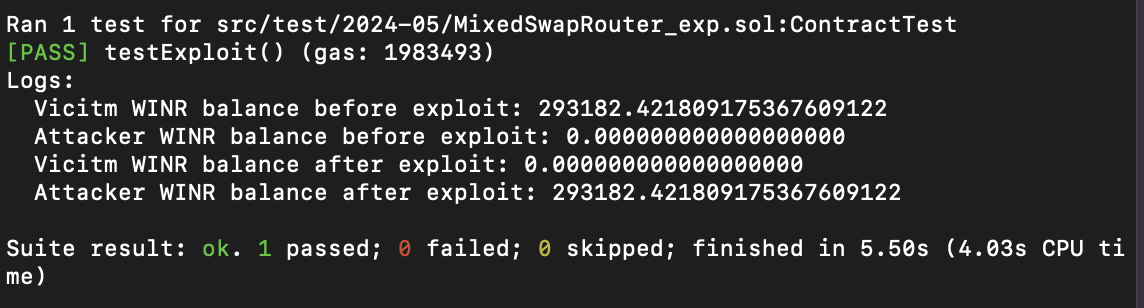 Ran 1 test for src/test/2024-05/MixedSwapRouter_exp.sol:ContractTest
[PASS] testExploit() (gas: 1983493)
Logs:
  Vicitm WINR balance before exploit: 293182.421809175367609122
  Attacker WINR balance before exploit: 0.000000000000000000
  Vicitm WINR balance after exploit: 0.000000000000000000
  Attacker WINR balance after exploit: 293182.421809175367609122
Suite result: ok. 1 passed; 0 failed; 0 skipped; finished in 5.50s (4.03s CPU ti
me)